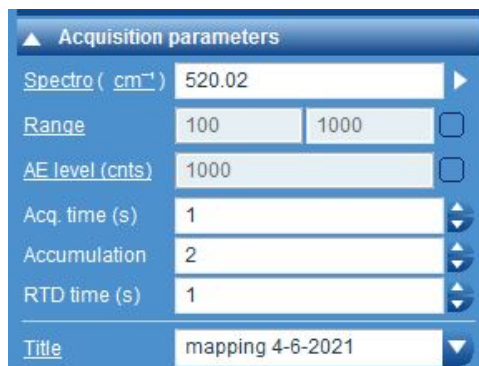 Acquisition parameters
Spectro ( cm⁻¹ ) 520.02
Range 100 1000
AE level (cnts) 1000
Acq. time (s) 1
Accumulation 2
RTD time (s) 1
Title mapping 4-6-2021